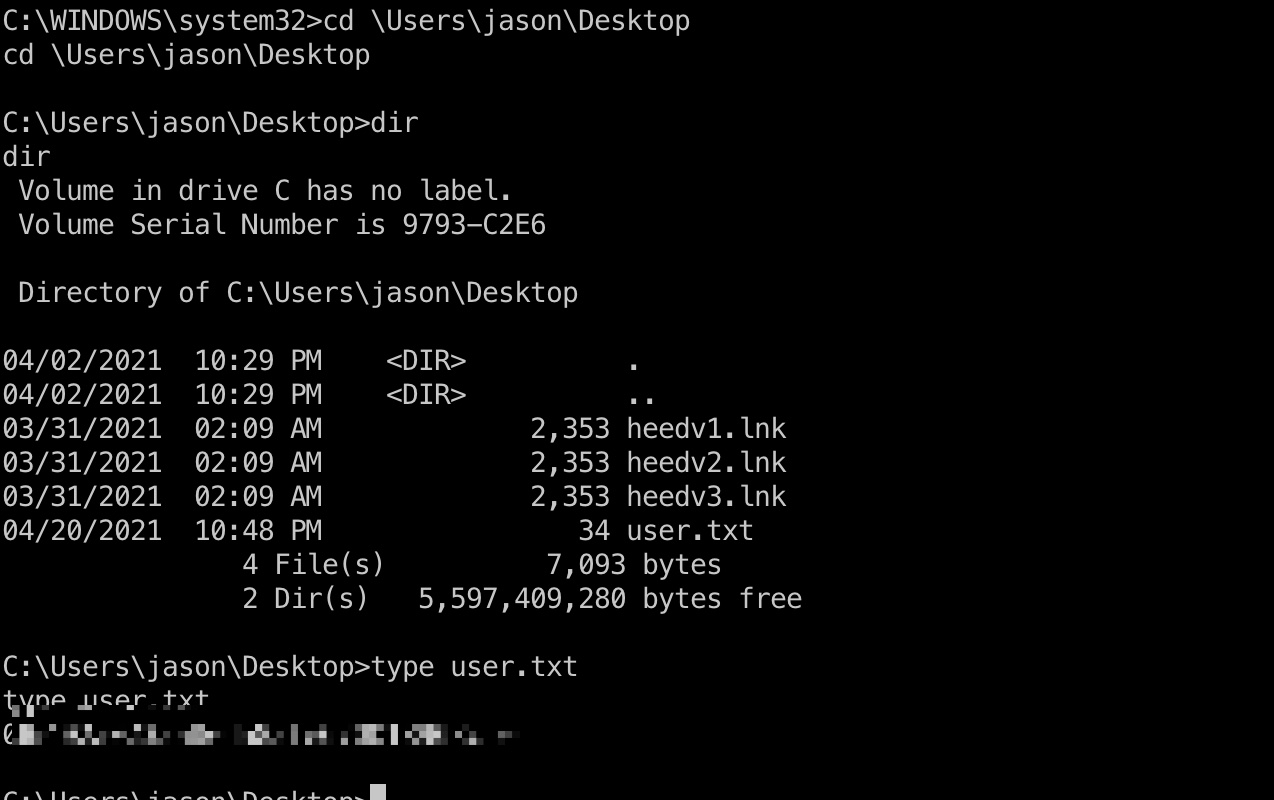 C:\WINDOWS\system32>cd \Users\jason\Desktop
cd \Users\jason\Desktop
C:\Users\jason\Desktop>dir
dir
 Volume in drive C has no label.
 Volume Serial Number is 9793-C2E6
 Directory of C:\Users\jason\Desktop
04/02/2021  10:29 PM    <DIR>          .
04/02/2021  10:29 PM    <DIR>          ..
03/31/2021  02:09 AM             2,353 heedv1.lnk
03/31/2021  02:09 AM             2,353 heedv2.lnk
03/31/2021  02:09 AM             2,353 heedv3.lnk
04/20/2021  10:48 PM                34 user.txt
               4 File(s)          7,093 bytes
               2 Dir(s)   5,597,409,280 bytes free
C:\Users\jason\Desktop>type user.txt
type user.txt
C:\Users\jason\Desktop>